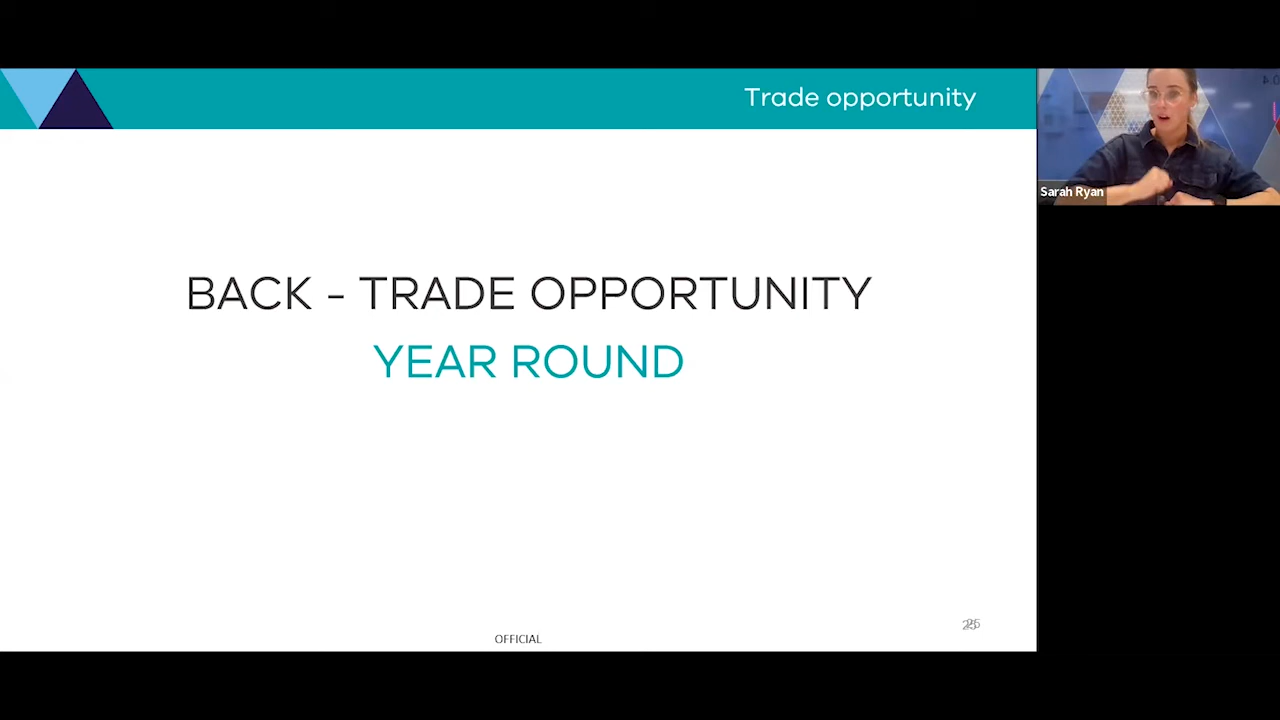 Trade opportunity
Sarah Ryan
BACK - TRADE OPPORTUNITY
YEAR ROUND
OFFICIAL